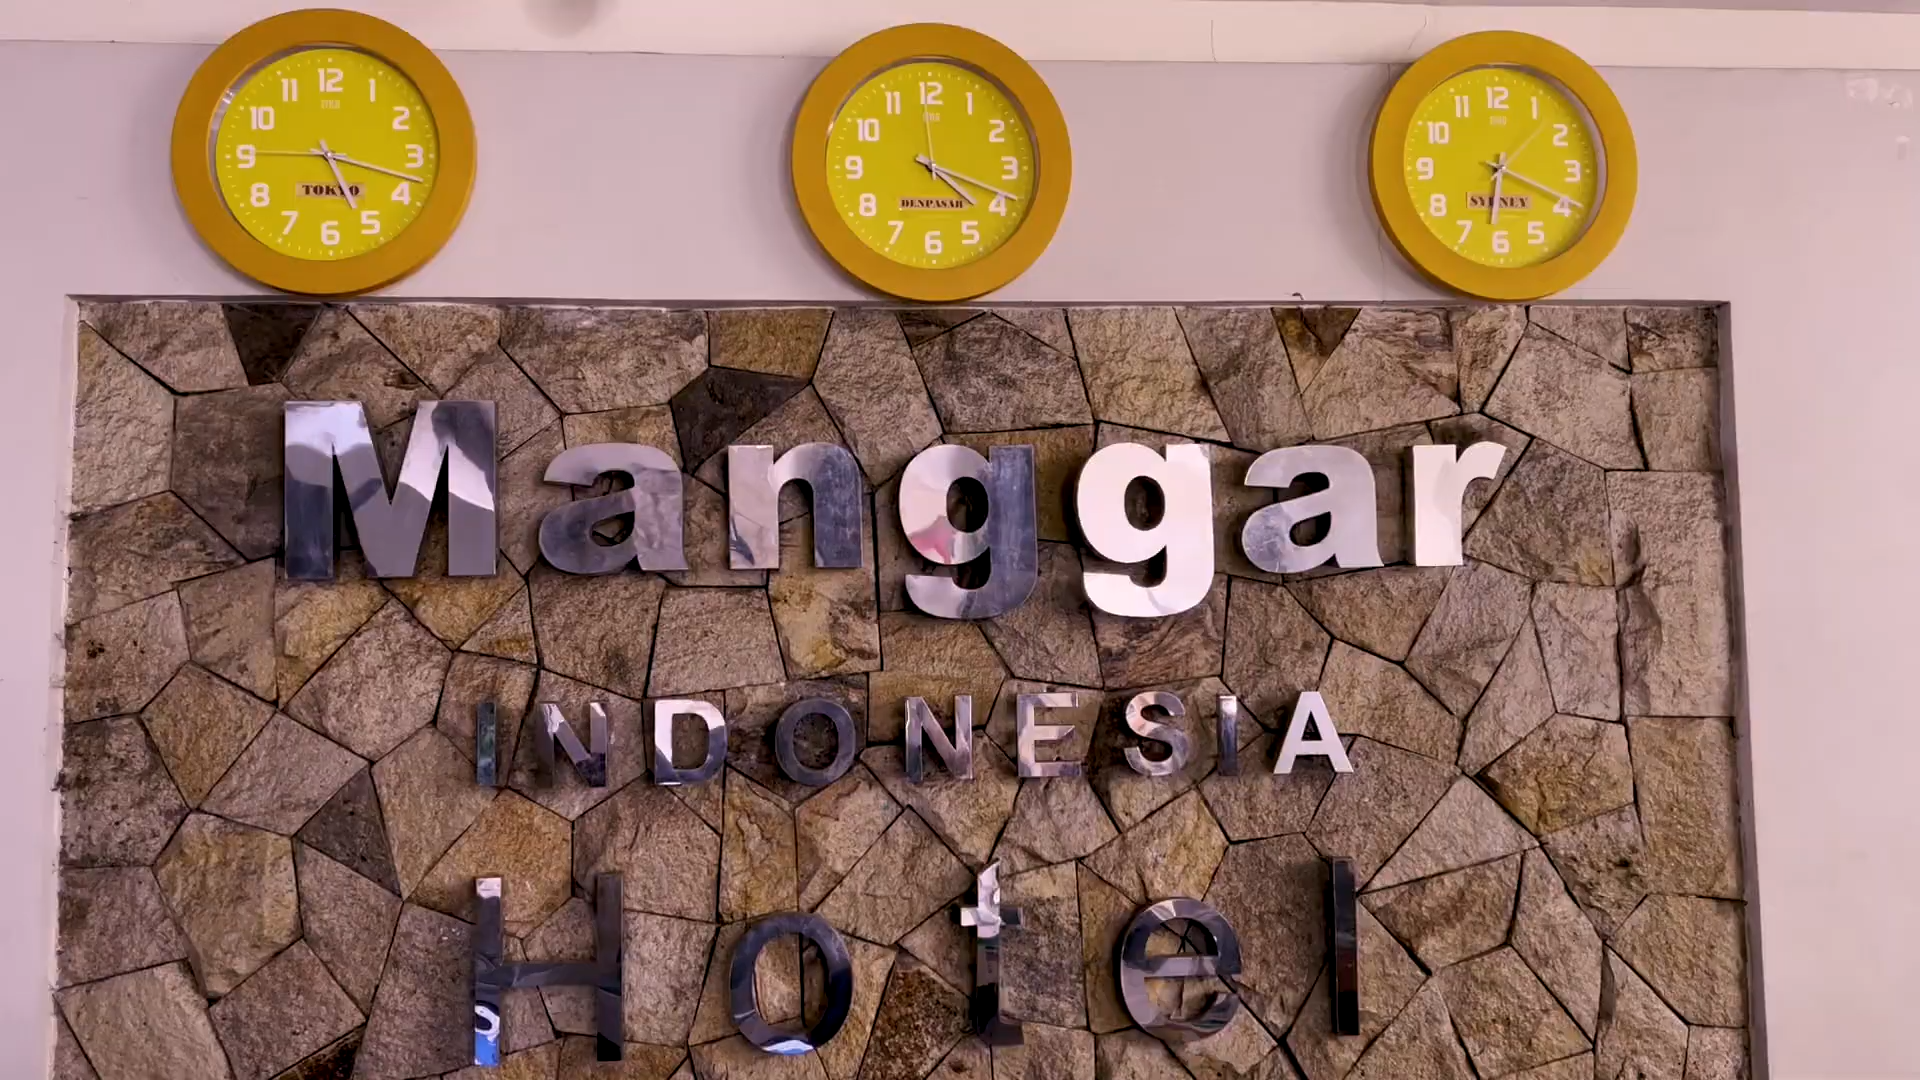 TOKYO
DENPASAR
SYDNEY
Manggar
INDONESIA
Hotel